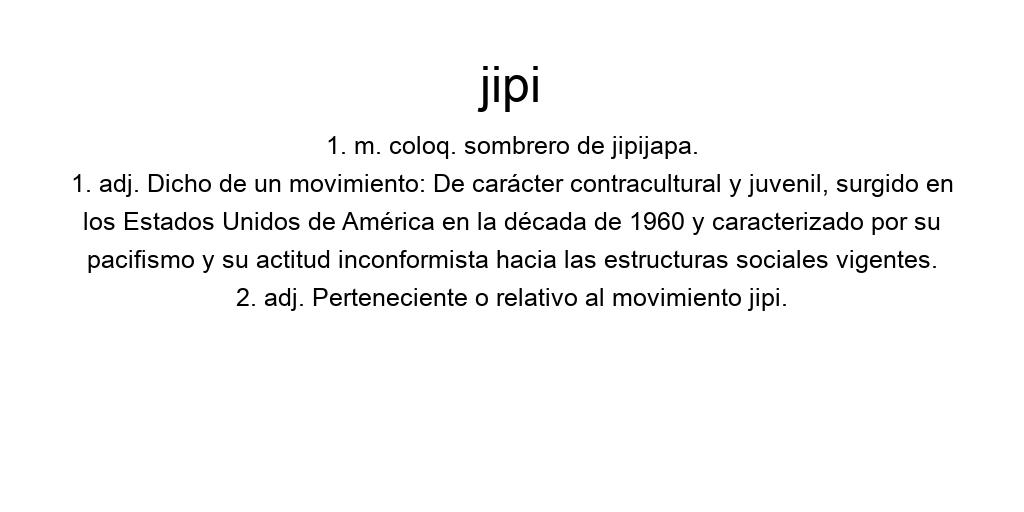 jipi
1. m. coloq. sombrero de jipijapa.
1. adj. Dicho de un movimiento: De carácter contracultural y juvenil, surgido en
los Estados Unidos de América en la década de 1960 y caracterizado por su
pacifismo y su actitud inconformista hacia las estructuras sociales vigentes.
2. adj. Perteneciente o relativo al movimiento jipi.